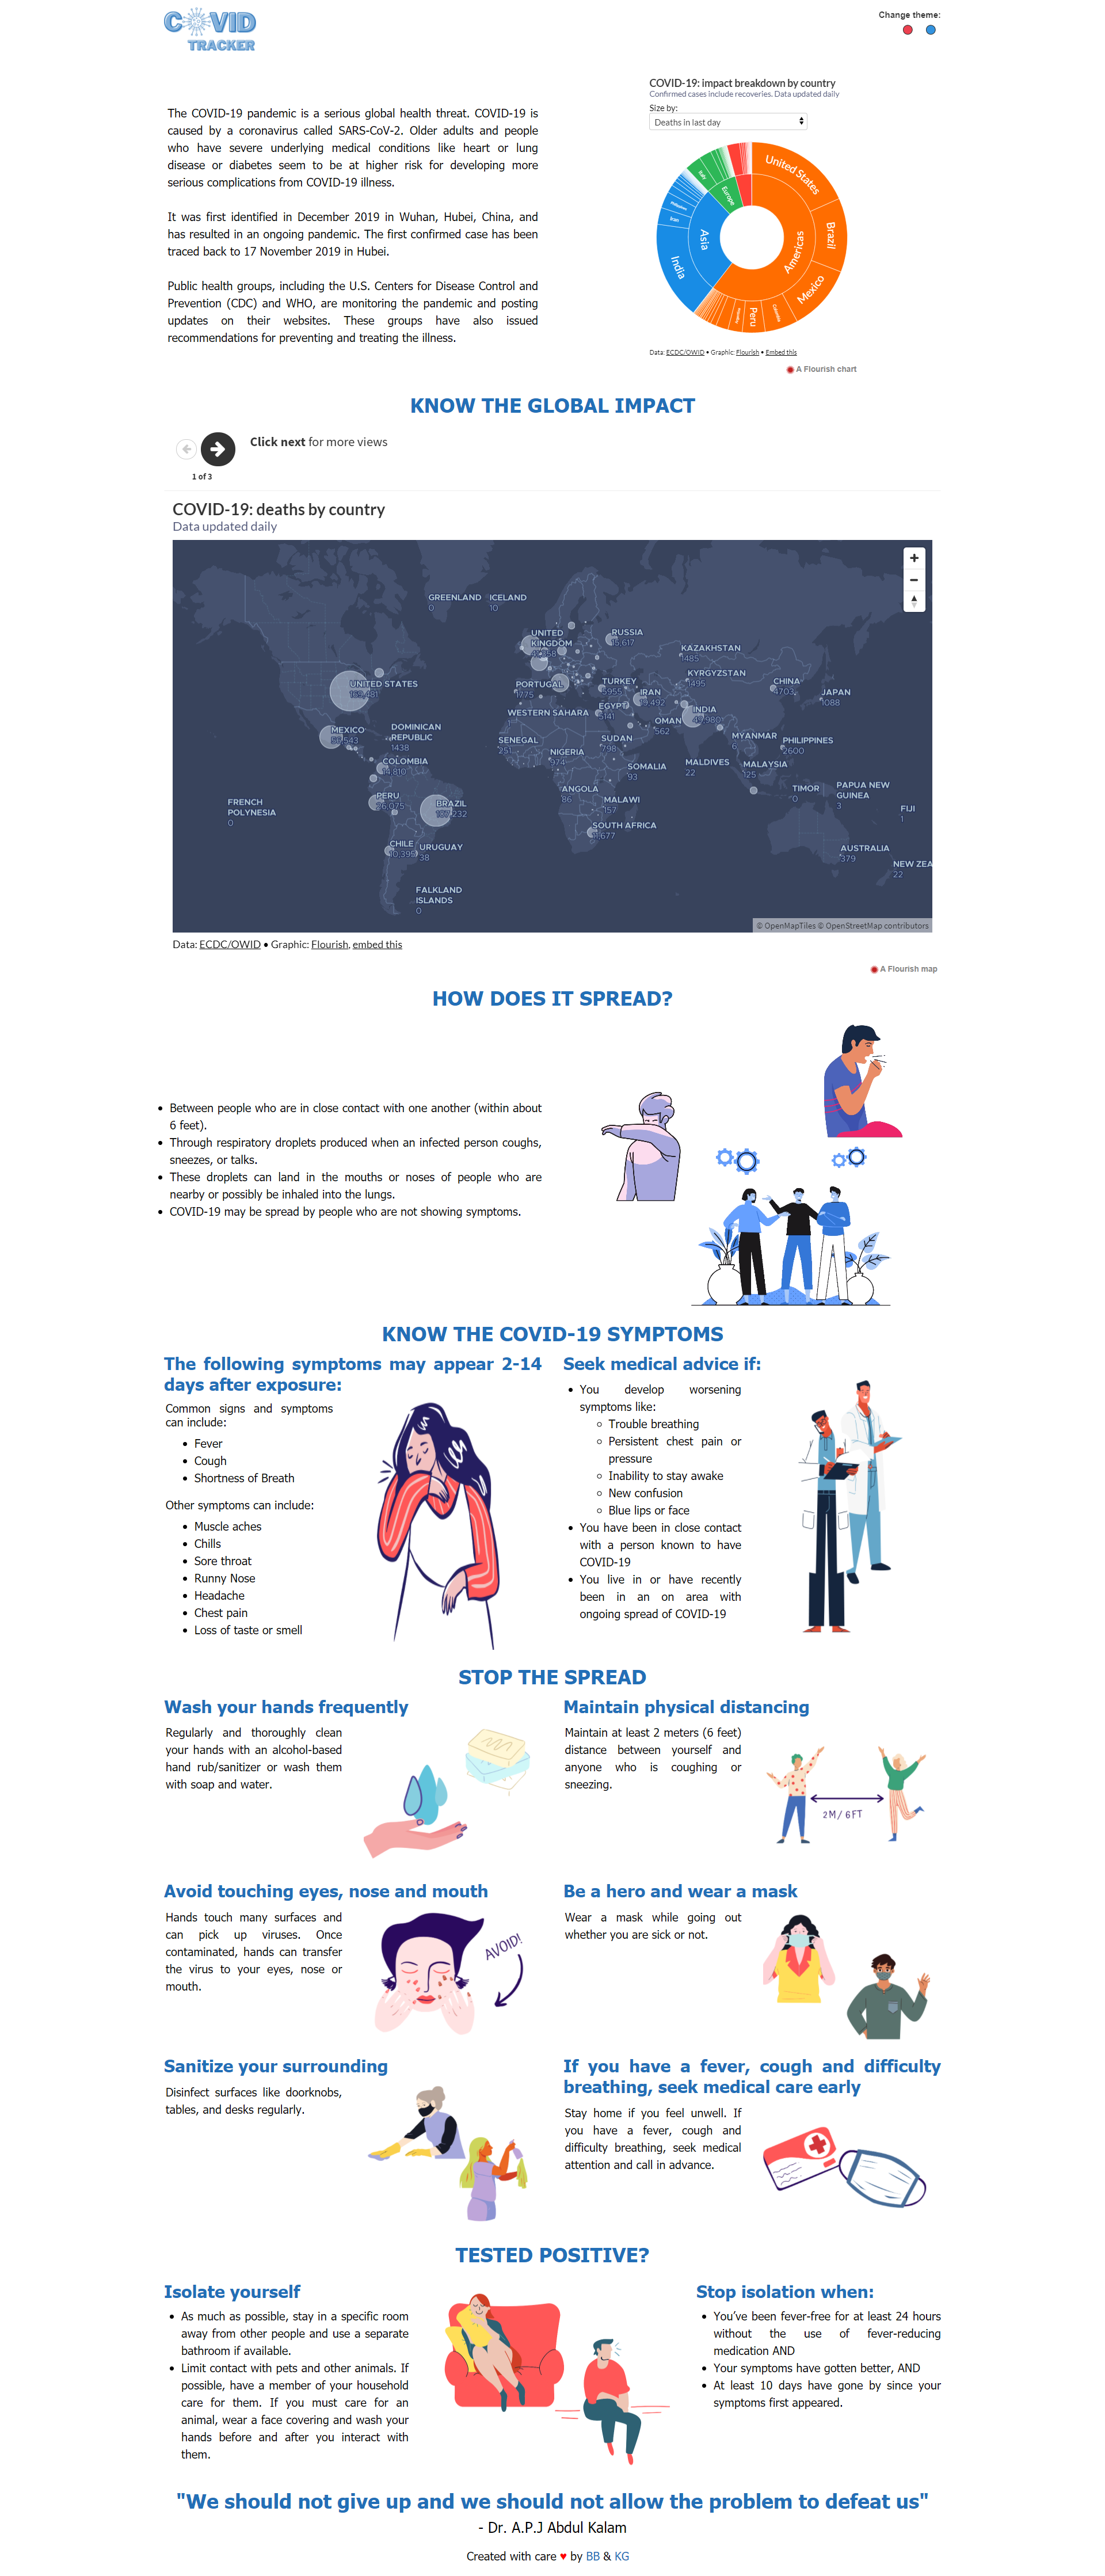 COVID
TRACKER
Change theme:
The COVID-19 pandemic is a serious global health threat. COVID-19 is
caused by a coronavirus called SARS-CoV-2. Older adults and people
who have severe underlying medical conditions like heart or lung
disease or diabetes seem to be at higher risk for developing more
serious complications from COVID-19 illness.
It was first identified in December 2019 in Wuhan, Hubei, China, and
has resulted in an ongoing pandemic. The first confirmed case has been
traced back to 17 November 2019 in Hubei.
Public health groups, including the U.S. Centers for Disease Control and
Prevention (CDC) and WHO, are monitoring the pandemic and posting
updates on their websites. These groups have also issued
recommendations for preventing and treating the illness.
COVID-19: impact breakdown by country
Confirmed cases include recoveries. Data updated daily
Size by:
Deaths in last day
United States
Brazil
Mexico
Colombia
Peru
Americas
India
Iran
Asia
Italy
Europe
Data: ECDC/OWID • Graphic: Flourish • Embed this
A Flourish chart
KNOW THE GLOBAL IMPACT
Click next for more views
1 of 3
COVID-19: deaths by country
Data updated daily
GREENLAND
0
ICELAND
10
UNITED
KINGDOM
RUSSIA
KAZAKHSTAN
1485
UNITED STATES
PORTUGAL
1775
TURKEY
5955
IRAN
KYRGYZSTAN
1495
CHINA
4703
JAPAN
1088
WESTERN SAHARA
1
EGYPT
5141
OMAN
562
INDIA
MEXICO
DOMINICAN
REPUBLIC
1438
SENEGAL
251
NIGERIA
974
SUDAN
798
MYANMAR
6
PHILIPPINES
2600
COLOMBIA
SOMALIA
93
MALDIVES
22
MALAYSIA
125
FRENCH
POLYNESIA
0
PERU
BRAZIL
ANGOLA
86
MALAWI
157
TIMOR
0
PAPUA NEW
GUINEA
3
FIJI
1
SOUTH AFRICA
CHILE
10,395
URUGUAY
38
AUSTRALIA
379
NEW ZEA
22
FALKLAND
ISLANDS
0
© OpenMapTiles © OpenStreetMap contributors
Data: ECDC/OWID • Graphic: Flourish, embed this
A Flourish map
HOW DOES IT SPREAD?
• Between people who are in close contact with one another (within about
6 feet).
• Through respiratory droplets produced when an infected person coughs,
sneezes, or talks.
• These droplets can land in the mouths or noses of people who are
nearby or possibly be inhaled into the lungs.
• COVID-19 may be spread by people who are not showing symptoms.
KNOW THE COVID-19 SYMPTOMS
The following symptoms may appear 2-14
days after exposure:
Common signs and symptoms
can include:
• Fever
• Cough
• Shortness of Breath
Other symptoms can include:
• Muscle aches
• Chills
• Sore throat
• Runny Nose
• Headache
• Chest pain
• Loss of taste or smell
Seek medical advice if:
• You develop worsening
symptoms like:
◦ Trouble breathing
◦ Persistent chest pain or
pressure
◦ Inability to stay awake
◦ New confusion
◦ Blue lips or face
• You have been in close contact
with a person known to have
COVID-19
• You live in or have recently
been in an on area with
ongoing spread of COVID-19
STOP THE SPREAD
Wash your hands frequently
Regularly and thoroughly clean
your hands with an alcohol-based
hand rub/sanitizer or wash them
with soap and water.
Maintain physical distancing
Maintain at least 2 meters (6 feet)
distance between yourself and
anyone who is coughing or
sneezing.
2M/6FT
Avoid touching eyes, nose and mouth
Hands touch many surfaces and
can pick up viruses. Once
contaminated, hands can transfer
the virus to your eyes, nose or
mouth.
AVOID!
Be a hero and wear a mask
Wear a mask while going out
whether you are sick or not.
Sanitize your surrounding
Disinfect surfaces like doorknobs,
tables, and desks regularly.
If you have a fever, cough and difficulty
breathing, seek medical care early
Stay home if you feel unwell. If
you have a fever, cough and
difficulty breathing, seek medical
attention and call in advance.
TESTED POSITIVE?
Isolate yourself
• As much as possible, stay in a specific room
away from other people and use a separate
bathroom if available.
• Limit contact with pets and other animals. If
possible, have a member of your household
care for them. If you must care for an
animal, wear a face covering and wash your
hands before and after you interact with
them.
Stop isolation when:
• You've been fever-free for at least 24 hours
without the use of fever-reducing
medication AND
• Your symptoms have gotten better, AND
• At least 10 days have gone by since your
symptoms first appeared.
"We should not give up and we should not allow the problem to defeat us"
- Dr. A.P.J Abdul Kalam
Created with care ♥ by BB & KG